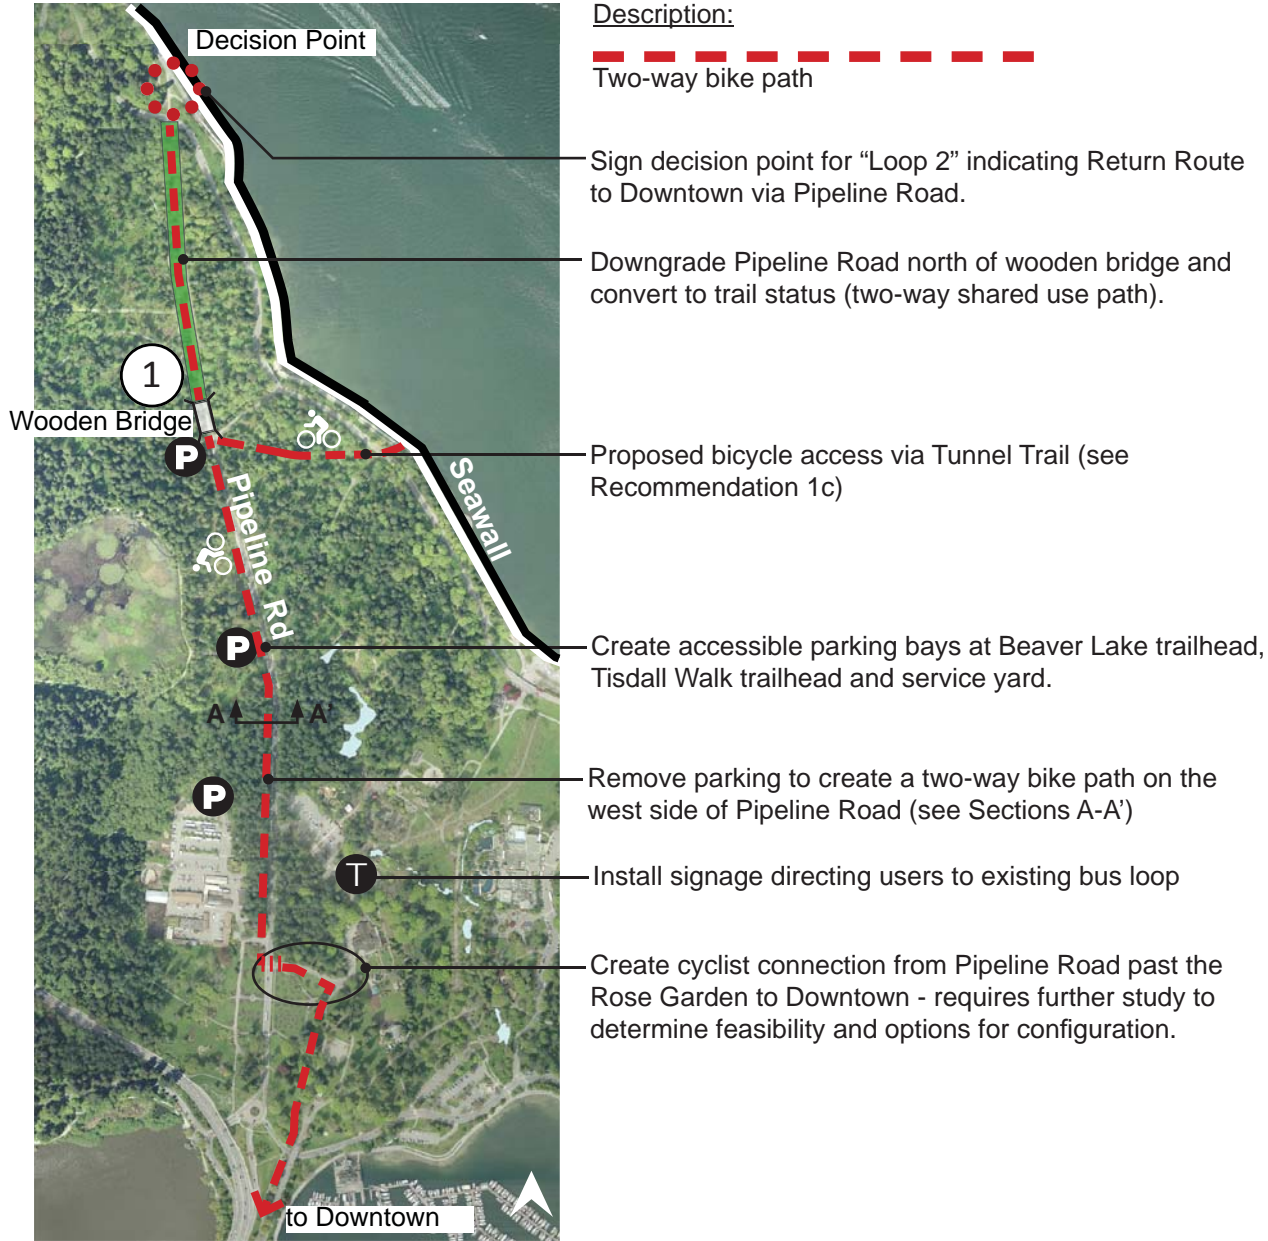 Description:
Decision Point
Two-way bike path
Sign decision point for “Loop 2” indicating Return Route
to Downtown via Pipeline Road.
Downgrade Pipeline Road north of wooden bridge and
convert to trail status (two-way shared use path).
1
Wooden Bridge
P
Proposed bicycle access via Tunnel Trail (see
Recommendation 1c)
Seawall
Pipeline Rd
P
Create accessible parking bays at Beaver Lake trailhead,
Tisdall Walk trailhead and service yard.
A A'
P
Remove parking to create a two-way bike path on the
west side of Pipeline Road (see Sections A-A’)
T
Install signage directing users to existing bus loop
Create cyclist connection from Pipeline Road past the
Rose Garden to Downtown - requires further study to
determine feasibility and options for configuration.
to Downtown